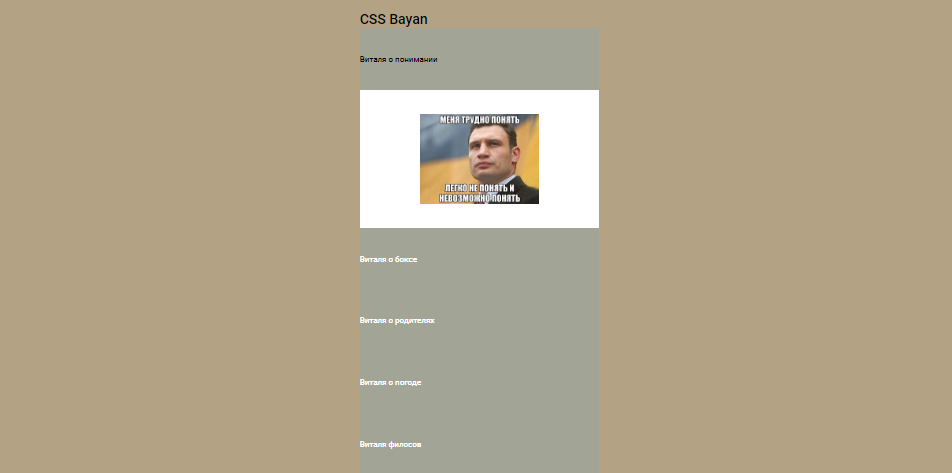 CSS Bayan
Виталя о понимании
МЕНЯ ТРУДНО ПОНЯТЬ
ЛЕГКО НЕ ПОНЯТЬ И
НЕВОЗМОЖНО ПОНЯТЬ
Виталя о боксе
Виталя о родителях
Виталя о погоде
Виталя филосов